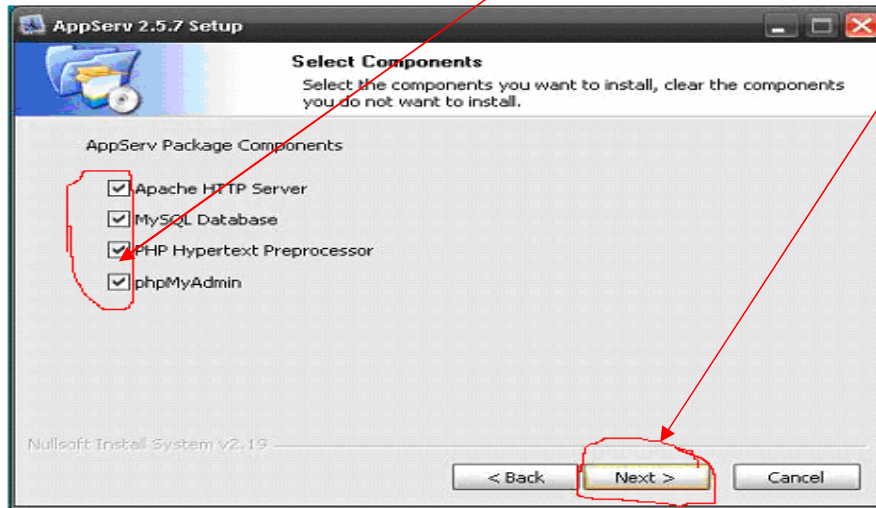 AppServ 2.5.7 Setup
Select Components
Select the components you want to install, clear the components
you do not want to install.
AppServ Package Components
Apache HTTP Server
MySQL Database
PHP Hypertext Preprocessor
phpMyAdmin
Nullsoft Install System v2.19
< Back Next > Cancel